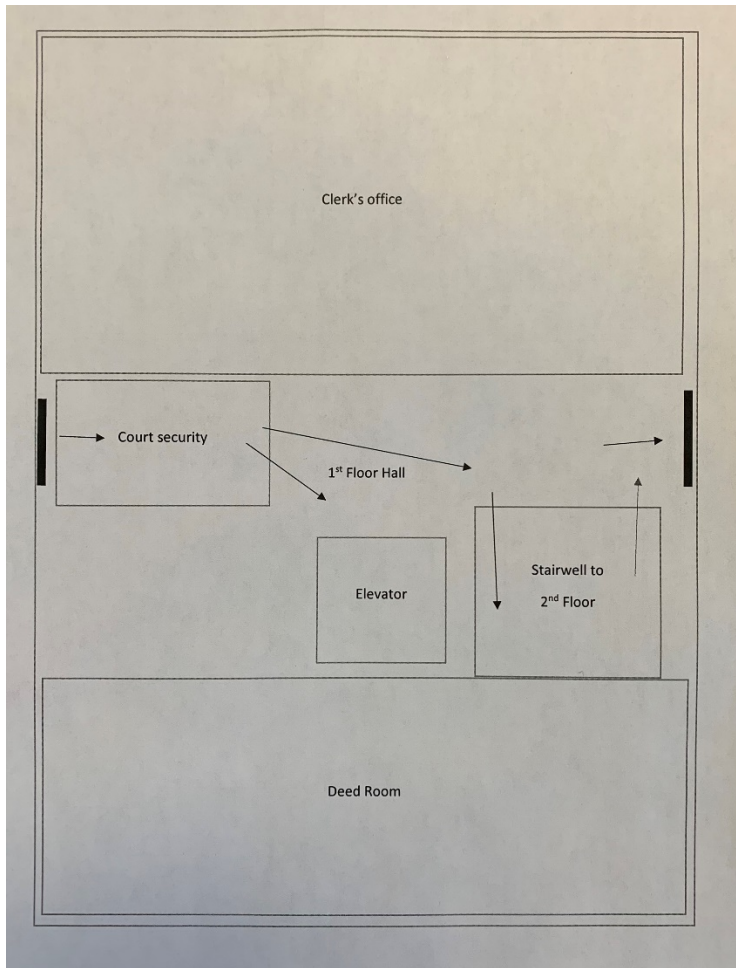 Clerk's office
Court security
1st Floor Hall
Elevator
Stairwell to
2nd Floor
Deed Room